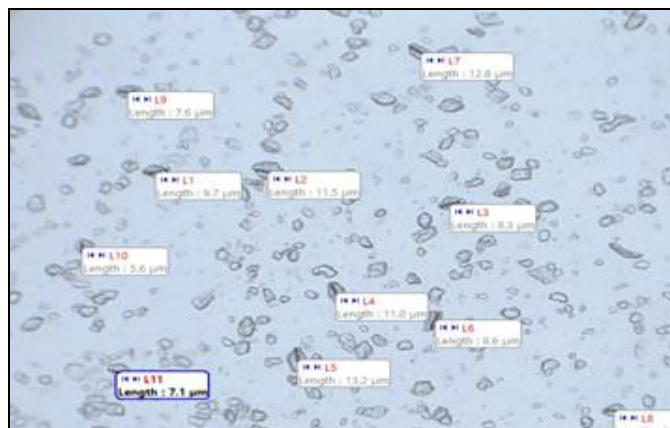 L7
Length : 12.8 µm
L9
Length : 7.6 µm
L1
Length : 9.7 µm
L2
Length : 11.5 µm
L3
Length : 8.3 µm
L10
Length : 5.6 µm
L4
Length : 11.0 µm
L6
Length : 8.6 µm
L5
Length : 13.2 µm
L11
Length : 7.1 µm
L8